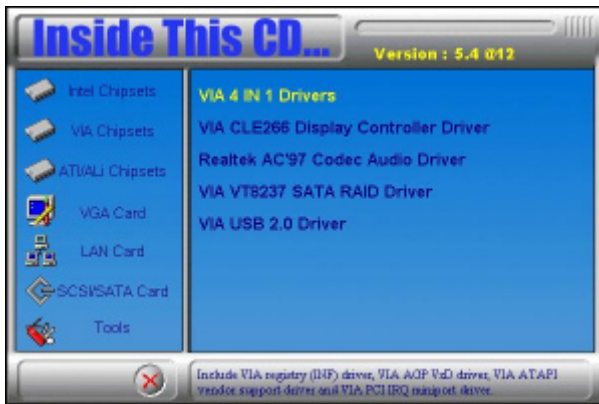 Inside This CD...
Version : 5.4 @12
Intel Chipsets
VIA Chipsets
ATI/ALi Chipsets
VGA Card
LAN Card
SCSI/SATA Card
Tools
VIA 4 IN 1 Drivers
VIA CLE266 Display Controller Driver
Realtek AC'97 Codec Audio Driver
VIA VT8237 SATA RAID Driver
VIA USB 2.0 Driver
Include VIA registry (INF) driver, VIA AGP VxD driver, VIA ATAPI
vendor support driver and VIA PCI IRQ miniport driver.